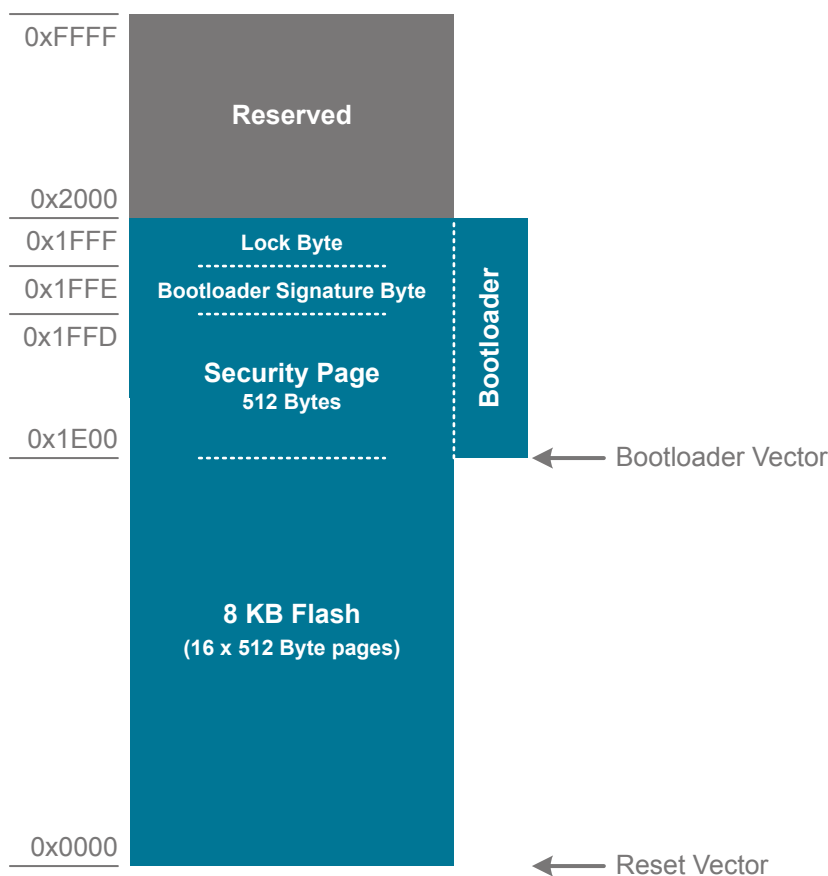 0xFFFF
Reserved
0x2000
0x1FFF
Lock Byte
0x1FFE
Bootloader Signature Byte
0x1FFD
Security Page
512 Bytes
Bootloader
0x1E00
Bootloader Vector
8 KB Flash
(16 x 512 Byte pages)
0x0000
Reset Vector